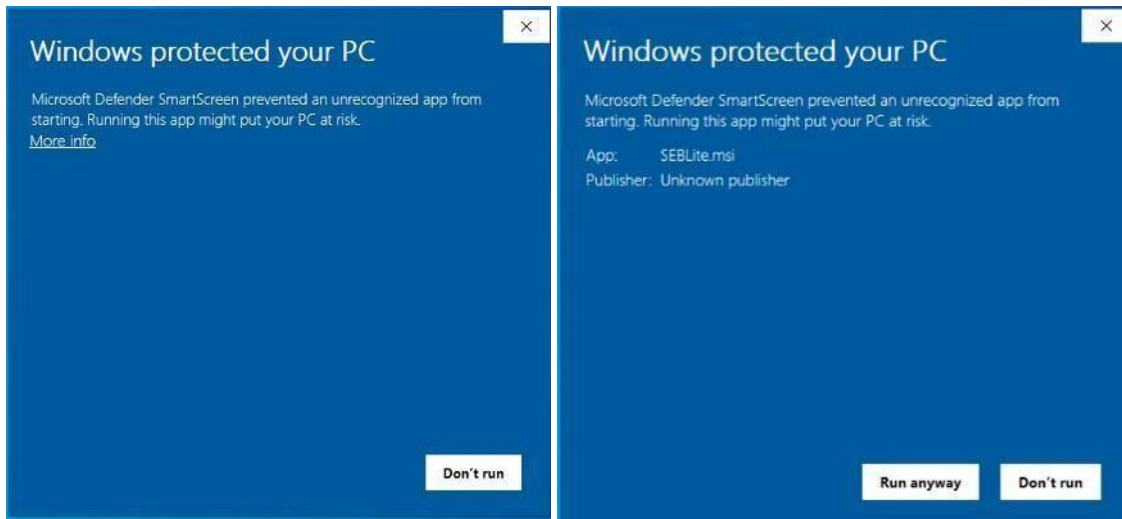 Windows protected your PC
Microsoft Defender SmartScreen prevented an unrecognized app from
starting. Running this app might put your PC at risk.
More info
Don't run
Windows protected your PC
Microsoft Defender SmartScreen prevented an unrecognized app from
starting. Running this app might put your PC at risk.
App: SEBLite.msi
Publisher: Unknown publisher
Run anyway Don't run